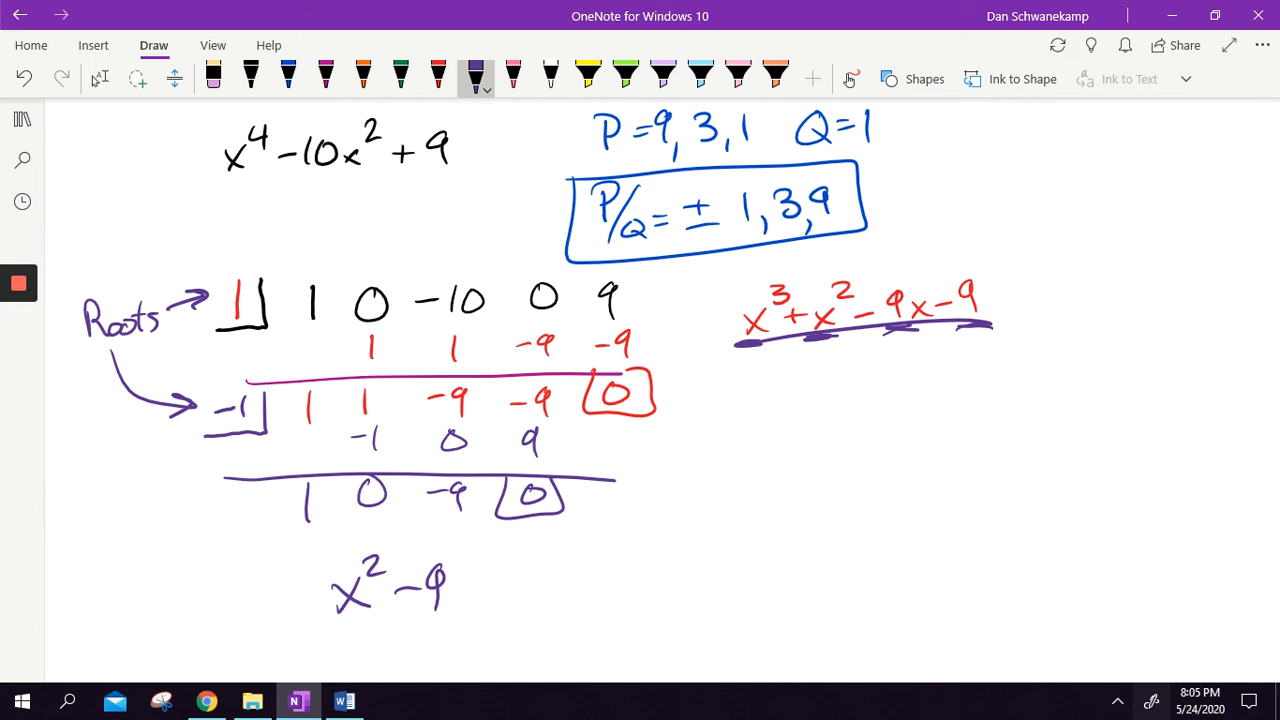 OneNote for Windows 10
Dan Schwanekamp
Home Insert Draw View Help
Share
Shapes Ink to Shape Ink to Text
x⁴ -10x² + 9
P = 9, 3, 1 Q = 1
P/Q = ± 1, 3, 9
Roots
1 1 0 -10 0 9
1 1 -9 -9
x³ + x² - 9x - 9
-1 1 1 -9 -9 0
-1 0 9
1 0 -9 0
x² - 9
8:05 PM
5/24/2020